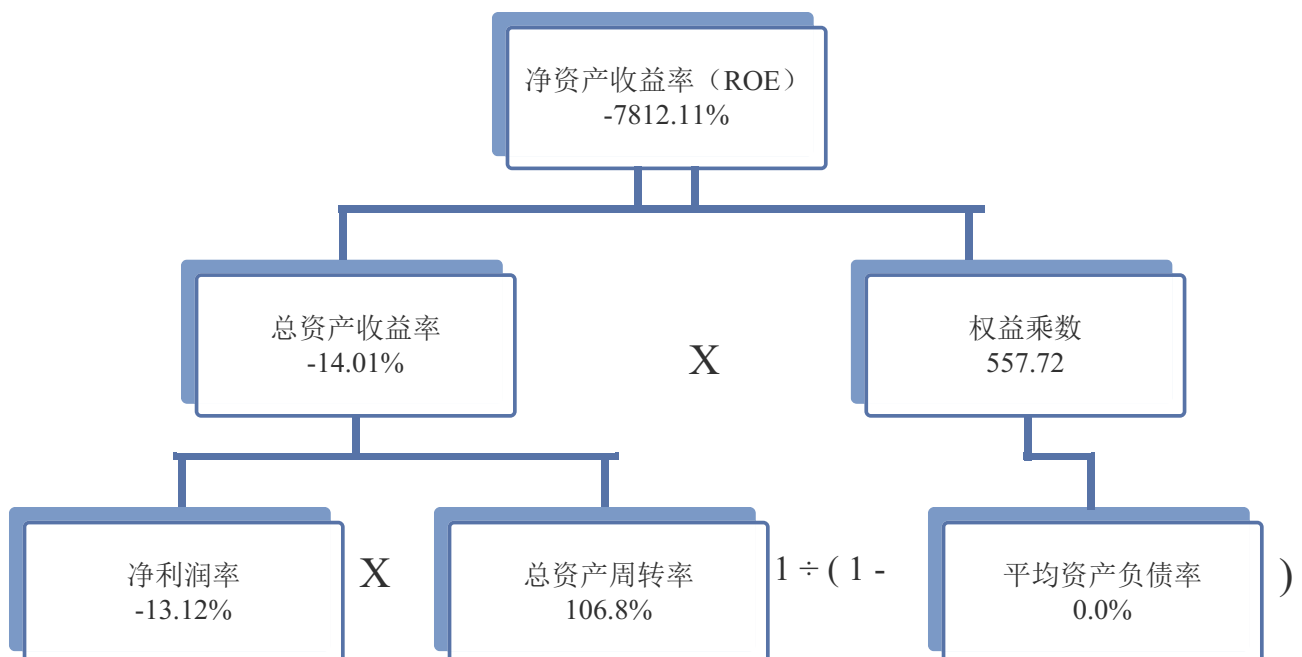 净资产收益率（ROE）
-7812.11%
总资产收益率
-14.01%
X
权益乘数
557.72
净利润率
-13.12%
X
总资产周转率
106.8%
1 ÷ ( 1 -
平均资产负债率
0.0%
)